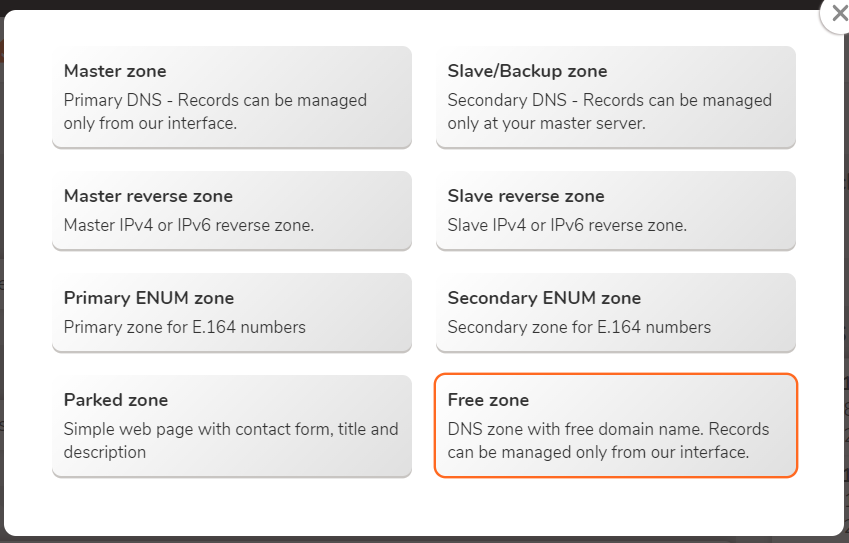 Master zone
Primary DNS - Records can be managed
only from our interface.
Slave/Backup zone
Secondary DNS - Records can be managed
only at your master server.
Master reverse zone
Master IPv4 or IPv6 reverse zone.
Slave reverse zone
Slave IPv4 or IPv6 reverse zone.
Primary ENUM zone
Primary zone for E.164 numbers
Secondary ENUM zone
Secondary zone for E.164 numbers
Parked zone
Simple web page with contact form, title and
description
Free zone
DNS zone with free domain name. Records
can be managed only from our interface.